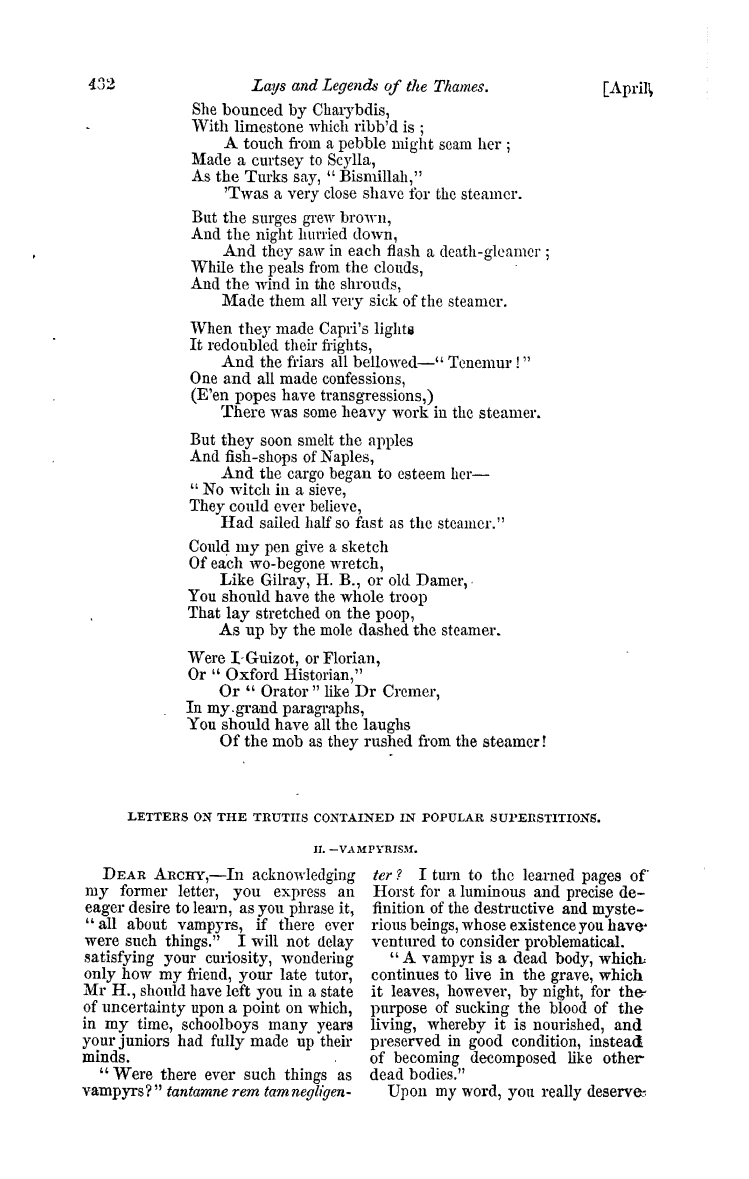 432 Lays and Legends of the Thames. [April,
She bounced by Charybdis,
With limestone which ribb'd is ;
A touch from a pebble might seam her ;
Made a curtsey to Scylla,
As the Turks say, “ Bismillah,”
'Twas a very close shave for the steamer.
But the surges grew brown,
And the night hurried down,
And they saw in each flash a death-gleamer ;
While the peals from the clouds,
And the wind in the shrouds,
Made them all very sick of the steamer.
When they made Capri's lights
It redoubled their frights,
And the friars all bellowed—“ Tenemur ! ”
One and all made confessions,
(E'en popes have transgressions,)
There was some heavy work in the steamer.
But they soon smelt the apples
And fish-shops of Naples,
And the cargo began to esteem her—
“ No witch in a sieve,
They could ever believe,
Had sailed half so fast as the steamer.”
Could my pen give a sketch
Of each wo-begone wretch,
Like Gilray, H. B., or old Damer,
You should have the whole troop
That lay stretched on the poop,
As up by the mole dashed the steamer.
Were I Guizot, or Florian,
Or “ Oxford Historian,”
Or “ Orator ” like Dr Cremer,
In my grand paragraphs,
You should have all the laughs
Of the mob as they rushed from the steamer!
LETTERS ON THE TRUTHS CONTAINED IN POPULAR SUPERSTITIONS.
II. —VAMPYRISM.
DEAR ARCHY,—In acknowledging
my former letter, you express an
eager desire to learn, as you phrase it,
“ all about vampyrs, if there ever
were such things.” I will not delay
satisfying your curiosity, wondering
only how my friend, your late tutor,
Mr H., should have left you in a state
of uncertainty upon a point on which,
in my time, schoolboys many years
your juniors had fully made up their
minds.
“ Were there ever such things as
vampyrs? ” tantamne rem tam negligen-
ter ? I turn to the learned pages of
Horst for a luminous and precise de-
finition of the destructive and myste-
rious beings, whose existence you have
ventured to consider problematical.
“ A vampyr is a dead body, which
continues to live in the grave, which
it leaves, however, by night, for the
purpose of sucking the blood of the
living, whereby it is nourished, and
preserved in good condition, instead
of becoming decomposed like other
dead bodies.”
Upon my word, you really deserve